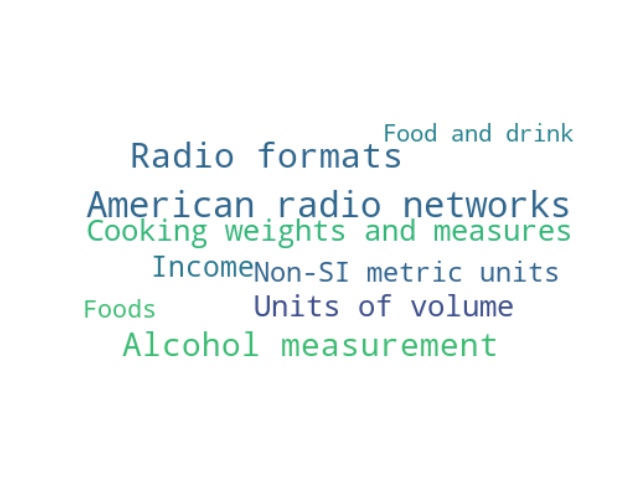 Food and drink
Radio formats
American radio networks
Cooking weights and measures
Income
Non-SI metric units
Foods
Units of volume
Alcohol measurement